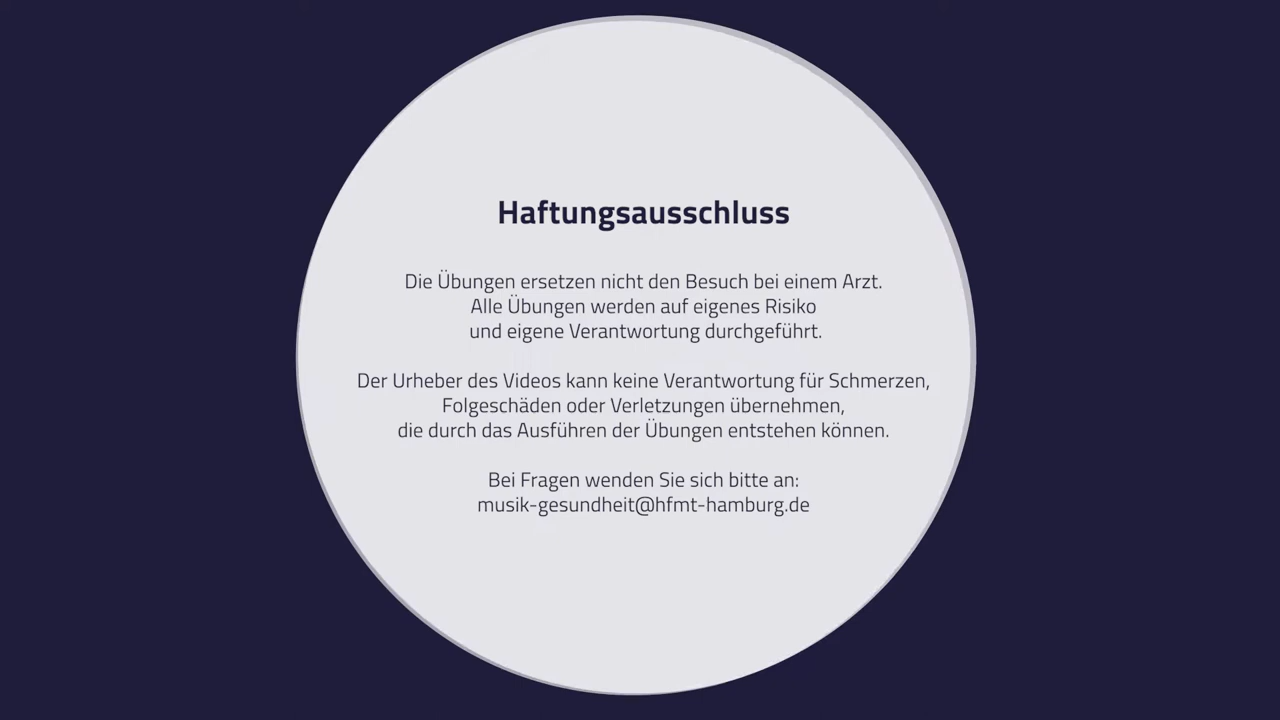 Haftungsausschluss
Die Übungen ersetzen nicht den Besuch bei einem Arzt.
Alle Übungen werden auf eigenes Risiko
und eigene Verantwortung durchgeführt.
Der Urheber des Videos kann keine Verantwortung für Schmerzen,
Folgeschäden oder Verletzungen übernehmen,
die durch das Ausführen der Übungen entstehen können.
Bei Fragen wenden Sie sich bitte an:
musik-gesundheit@hfmt-hamburg.de